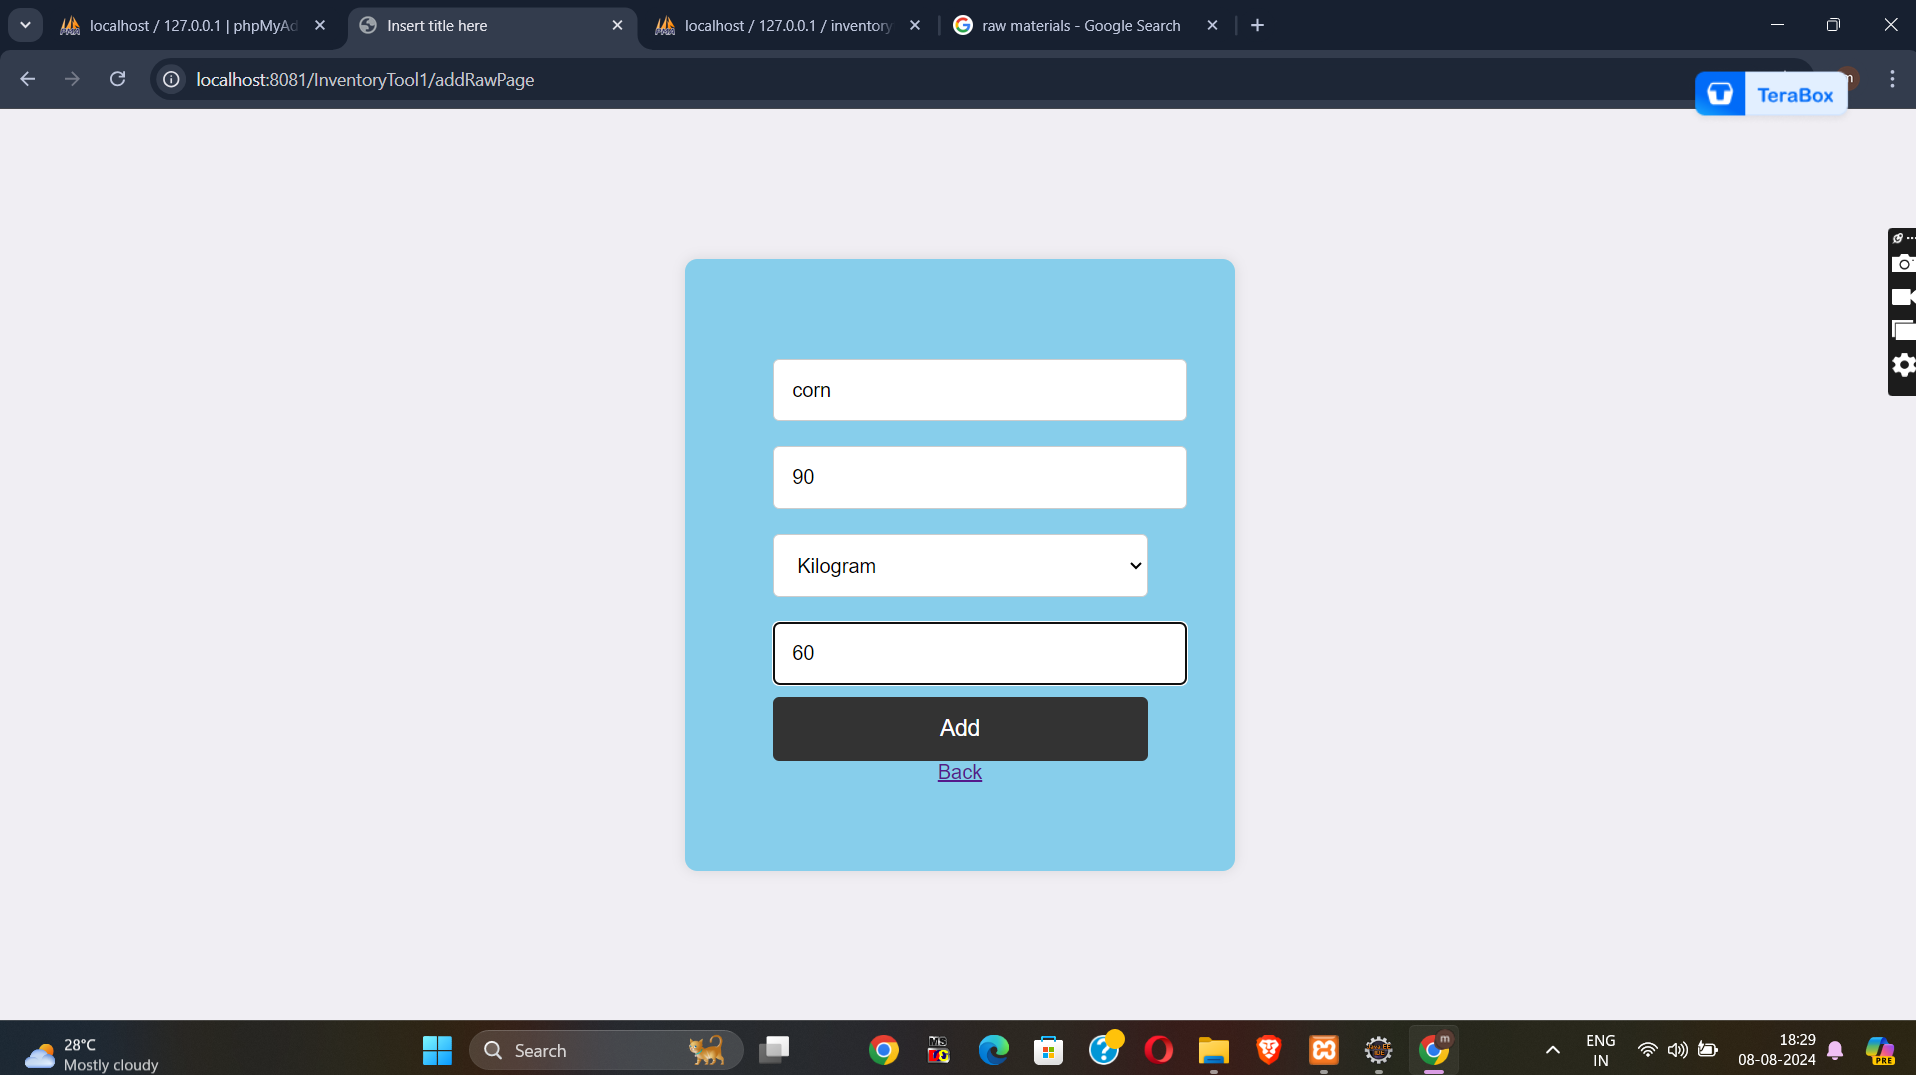 localhost / 127.0.0.1 | phpMyAd
Insert title here
localhost / 127.0.0.1 / inventory
raw materials - Google Search
localhost:8081/InventoryTool1/addRawPage
TeraBox
corn
90
Kilogram
60
Add
Back
28°C
Mostly cloudy
Search
ENG
IN
18:29
08-08-2024
PRE